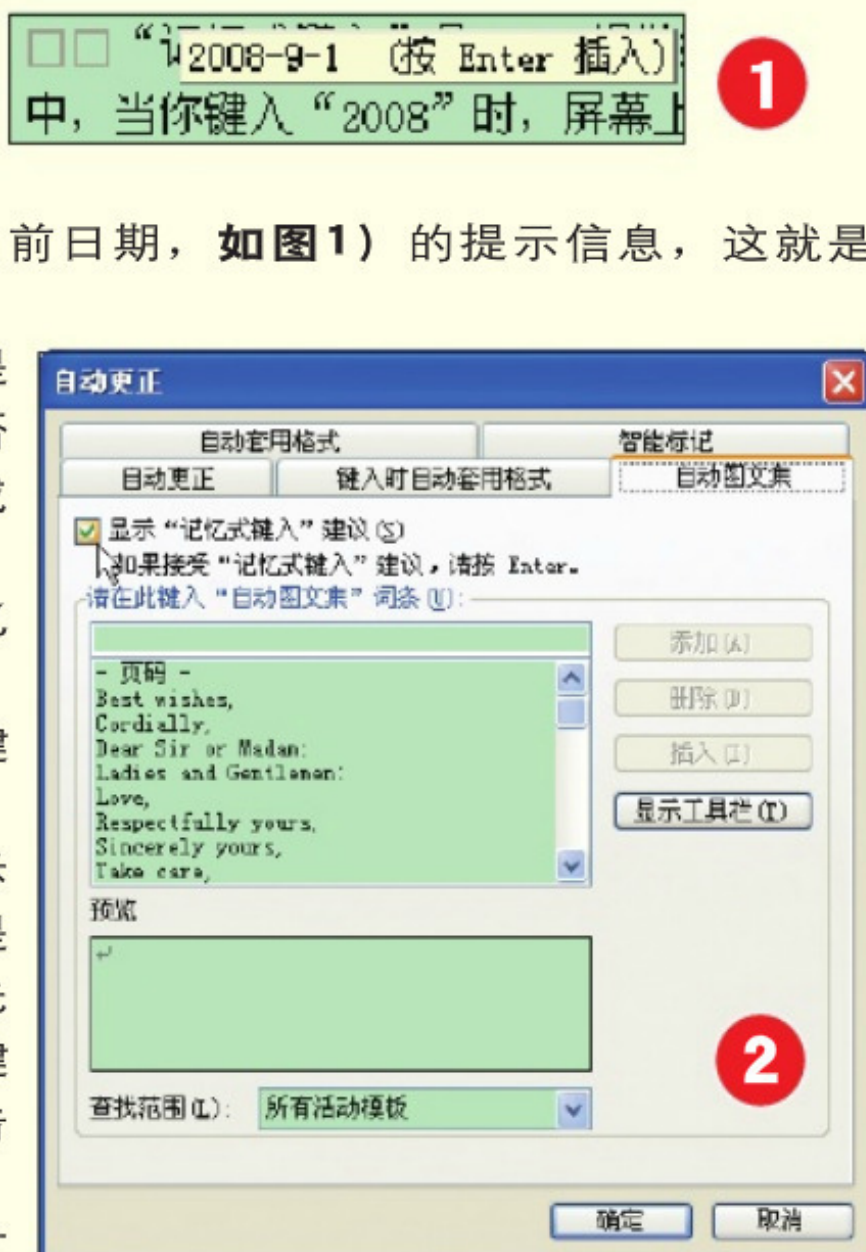 2008-9-1 （按 Enter 插入）
中，当你键入“2008”时，屏幕上
1
前日期，如图1）的提示信息，这就是
自动更正
自动套用格式
智能标记
自动更正
键入时自动套用格式
自动图文集
显示“记忆式键入”建议(S)
如果接受“记忆式键入”建议，请按 Enter。
请在此键入“自动图文集”词条(U):
- 页码 -
Best wishes,
Cordially,
Dear Sir or Madam:
Ladies and Gentlemen:
Love,
Respectfully yours,
Sincerely yours,
Take care,
添加(A)
删除(D)
插入(I)
显示工具栏(T)
预览
2
查找范围(L):
所有活动模板
确定
取消